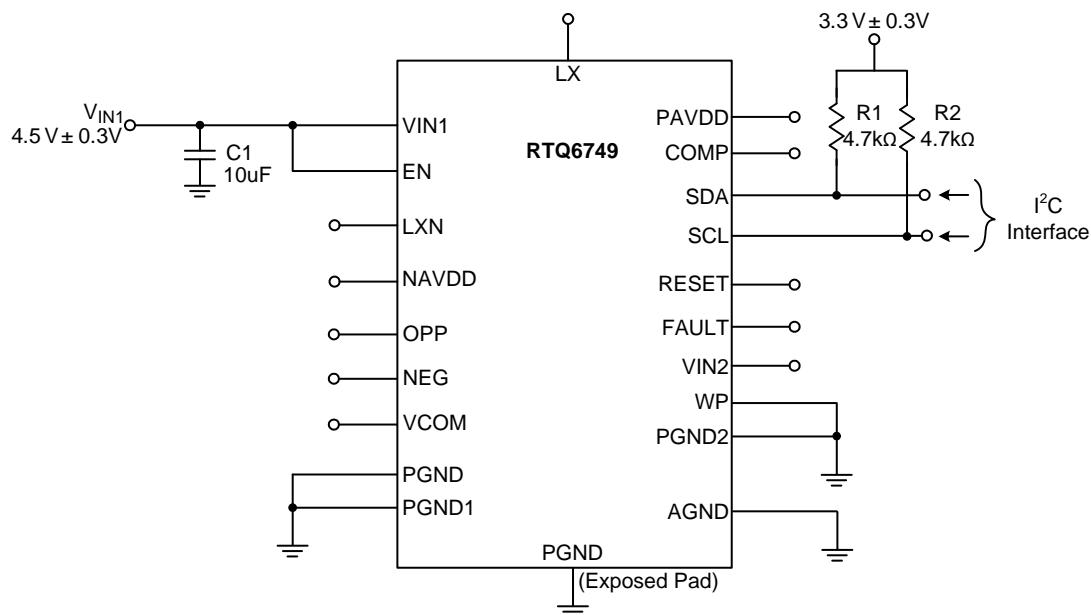 3.3 V ± 0.3V
LX
V_IN1
4.5 V ± 0.3V
VIN1
PAVDD
R1
4.7kΩ
R2
4.7kΩ
C1
10uF
EN
RTQ6749
COMP
SDA
LXN
SCL
I²C
Interface
NAVDD
RESET
OPP
FAULT
NEG
VIN2
VCOM
WP
PGND2
PGND
PGND1
AGND
PGND
(Exposed Pad)